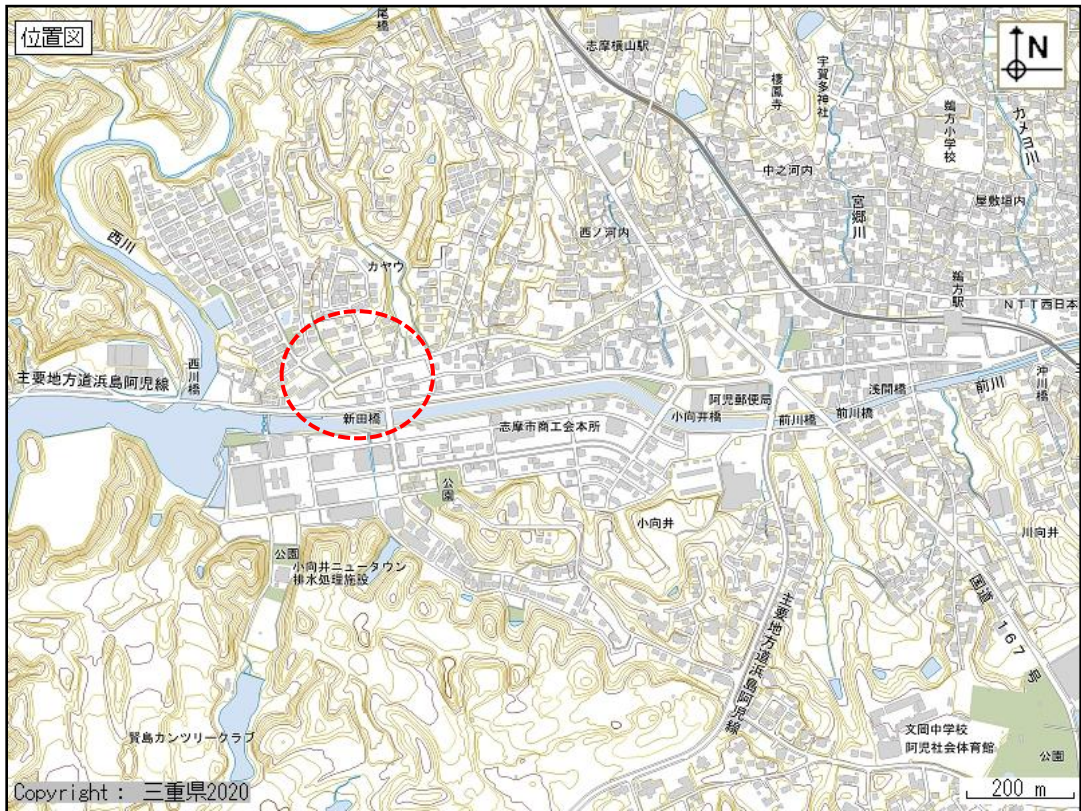 位置図
尾橋
志摩横山駅
N
棲鳳寺
宇賀多神社
鵜方小学校
カメヨ川
中之河内
屋敷垣内
宮郷川
西川
西ノ河内
カヤウ
鵜方駅
NTT西日本
西川橋
主要地方道浜島阿児線
浅間橋
前川
沖川橋
阿児郵便局
新田橋
小向井橋
前川橋
前川橋
志摩市商工会本所
公園
小向井
川向井
公園
小向井ニュータウン
排水処理施設
国道167号
主要地方道浜島阿児線
賢島カンツリークラブ
文岡中学校
阿児社会体育館
公園
Copyright : 三重県2020
200 m